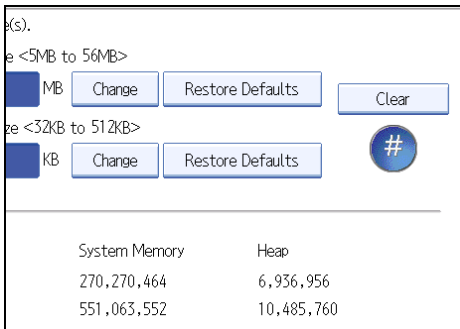 e(s).
e <5MB to 56MB>
MB Change Restore Defaults
Clear
ze <32KB to 512KB>
KB Change Restore Defaults
#
System Memory Heap
270,270,464 6,936,956
551,063,552 10,485,760